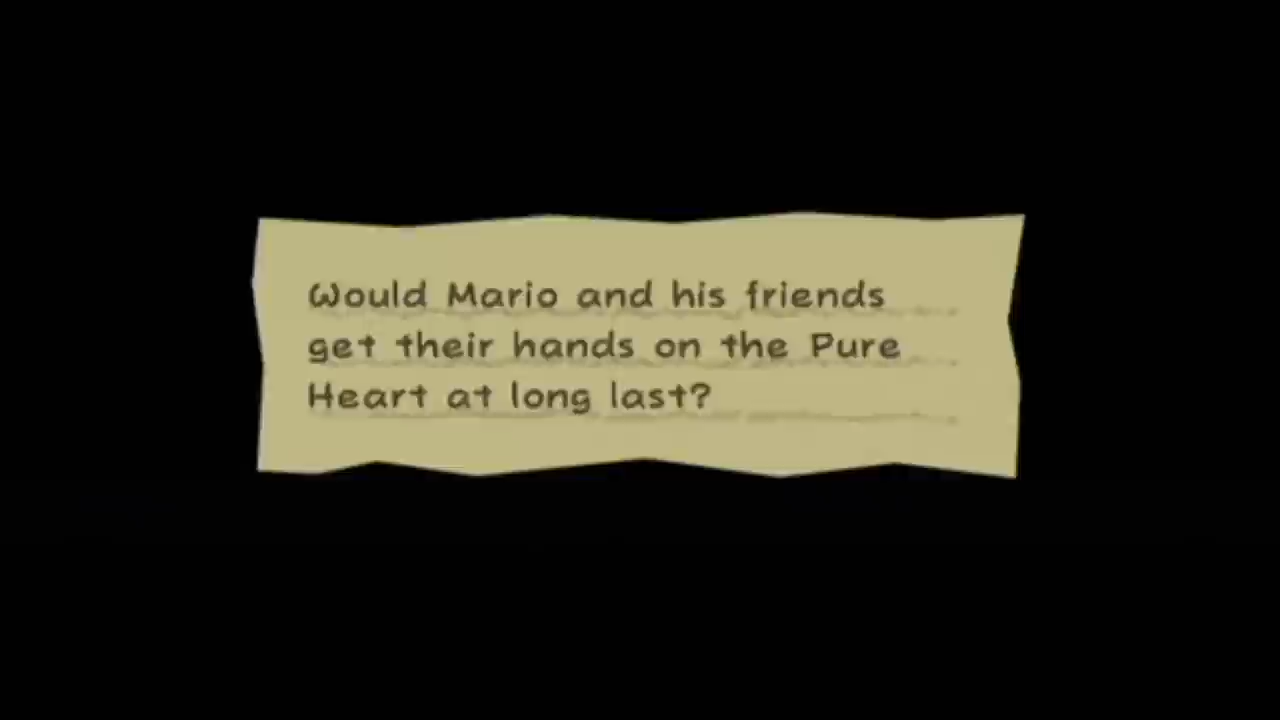 Would Mario and his friends
get their hands on the Pure
Heart at long last?